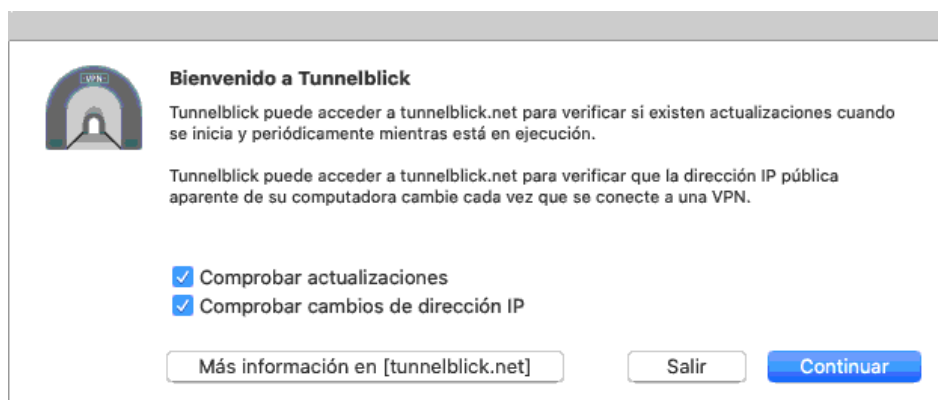 VPN
Bienvenido a Tunnelblick
Tunnelblick puede acceder a tunnelblick.net para verificar si existen actualizaciones cuando
se inicia y periódicamente mientras está en ejecución.
Tunnelblick puede acceder a tunnelblick.net para verificar que la dirección IP pública
aparente de su computadora cambie cada vez que se conecte a una VPN.
Comprobar actualizaciones
Comprobar cambios de dirección IP
Más información en [tunnelblick.net]
Salir
Continuar